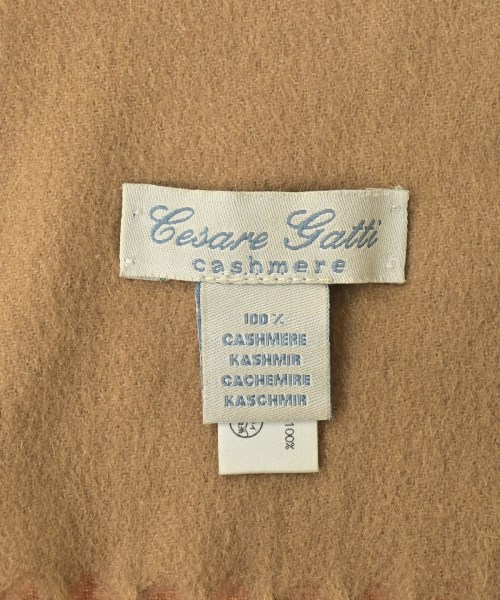 Cesare Gatti
cashmere
100%
CASHMERE
KASHMIR
CACHEMIRE
KASCHMIR
100%